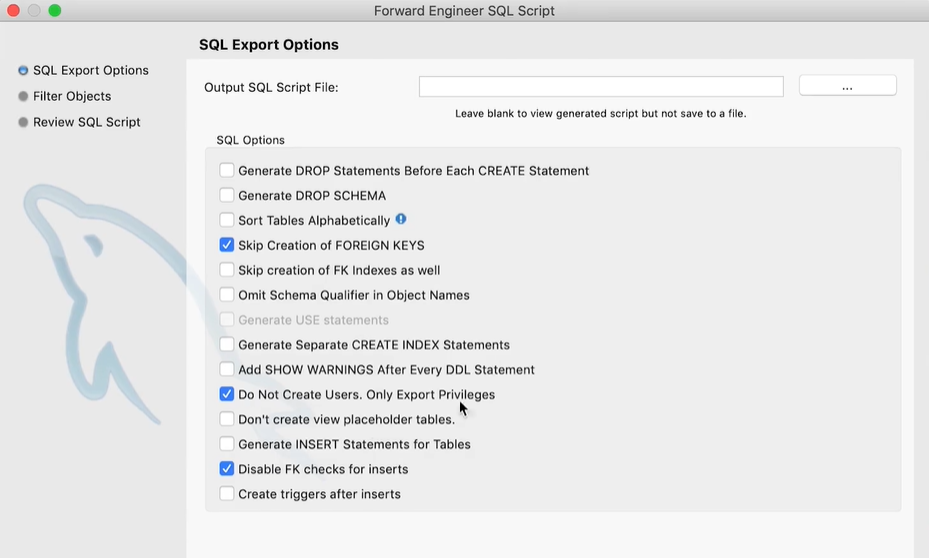 Forward Engineer SQL Script
SQL Export Options
SQL Export Options
Filter Objects
Review SQL Script
Output SQL Script File:
...
Leave blank to view generated script but not save to a file.
SQL Options
Generate DROP Statements Before Each CREATE Statement
Generate DROP SCHEMA
Sort Tables Alphabetically
Skip Creation of FOREIGN KEYS
Skip creation of FK Indexes as well
Omit Schema Qualifier in Object Names
Generate USE statements
Generate Separate CREATE INDEX Statements
Add SHOW WARNINGS After Every DDL Statement
Do Not Create Users. Only Export Privileges
Don't create view placeholder tables.
Generate INSERT Statements for Tables
Disable FK checks for inserts
Create triggers after inserts